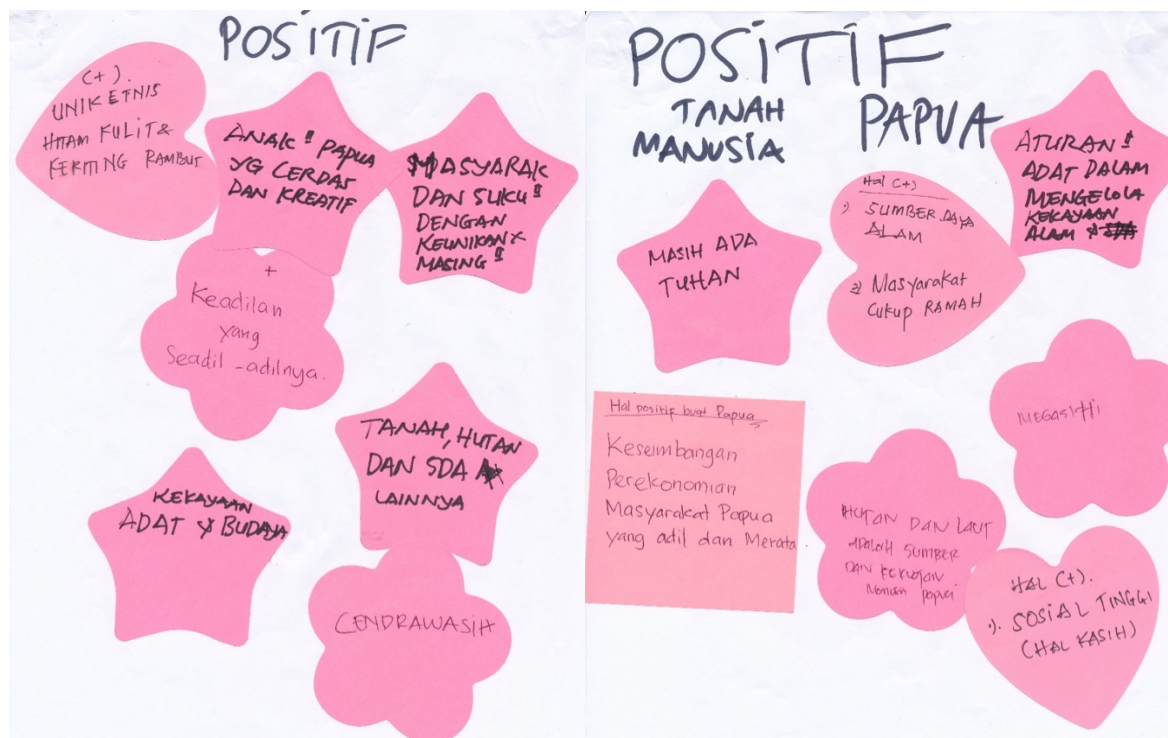 POSITIF
(+).
UNIK ETNIS
HITAM KULIT &
KERITING RAMBUT
ANAK² PAPUA
YG CERDAS
DAN KREATIF
MASYARAK
DAN SUKU²
DENGAN
KEUNIKAN
MASING²
+
Keadilan
yang
Seadil-adilnya.
TANAH, HUTAN
DAN SDA
LAINNYA
KEKAYAAN
ADAT & BUDAYA
CENDRAWASIH
POSITIF
TANAH PAPUA
MANUSIA
ATURAN²
ADAT DALAM
MENGELOLA
KEKAYAAN
ALAM
Hal (+)
SUMBER DAYA
ALAM
2) Masyarakat
Cukup RAMAH
MASIH ADA
TUHAN
Hal positif buat Papua
Keseimbangan
Perekonomian
Masyarakat Papua
yang adil dan Merata
HUTAN DAN LAUT
ADALAH SUMBER
DAN
papua
HAL (+).
1). SOSIAL TINGGI
(HAL KASIH)